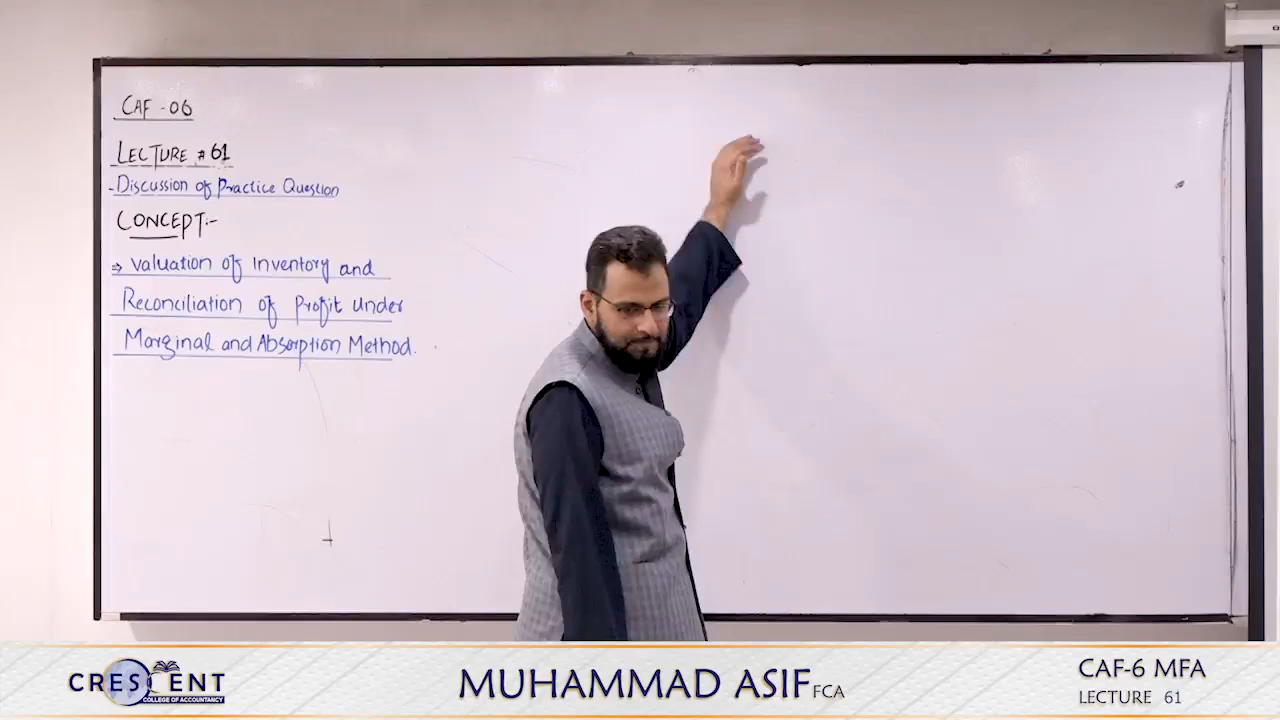 CAF - 06
LECTURE # 61
- Discussion of Practice Question
CONCEPT:-
⇒ Valuation of Inventory and
Reconciliation of Profit Under
Marginal and Absorption Method.
CRESCENT
COLLEGE OF ACCOUNTANCY
MUHAMMAD ASIF FCA
CAF-6 MFA
LECTURE 61